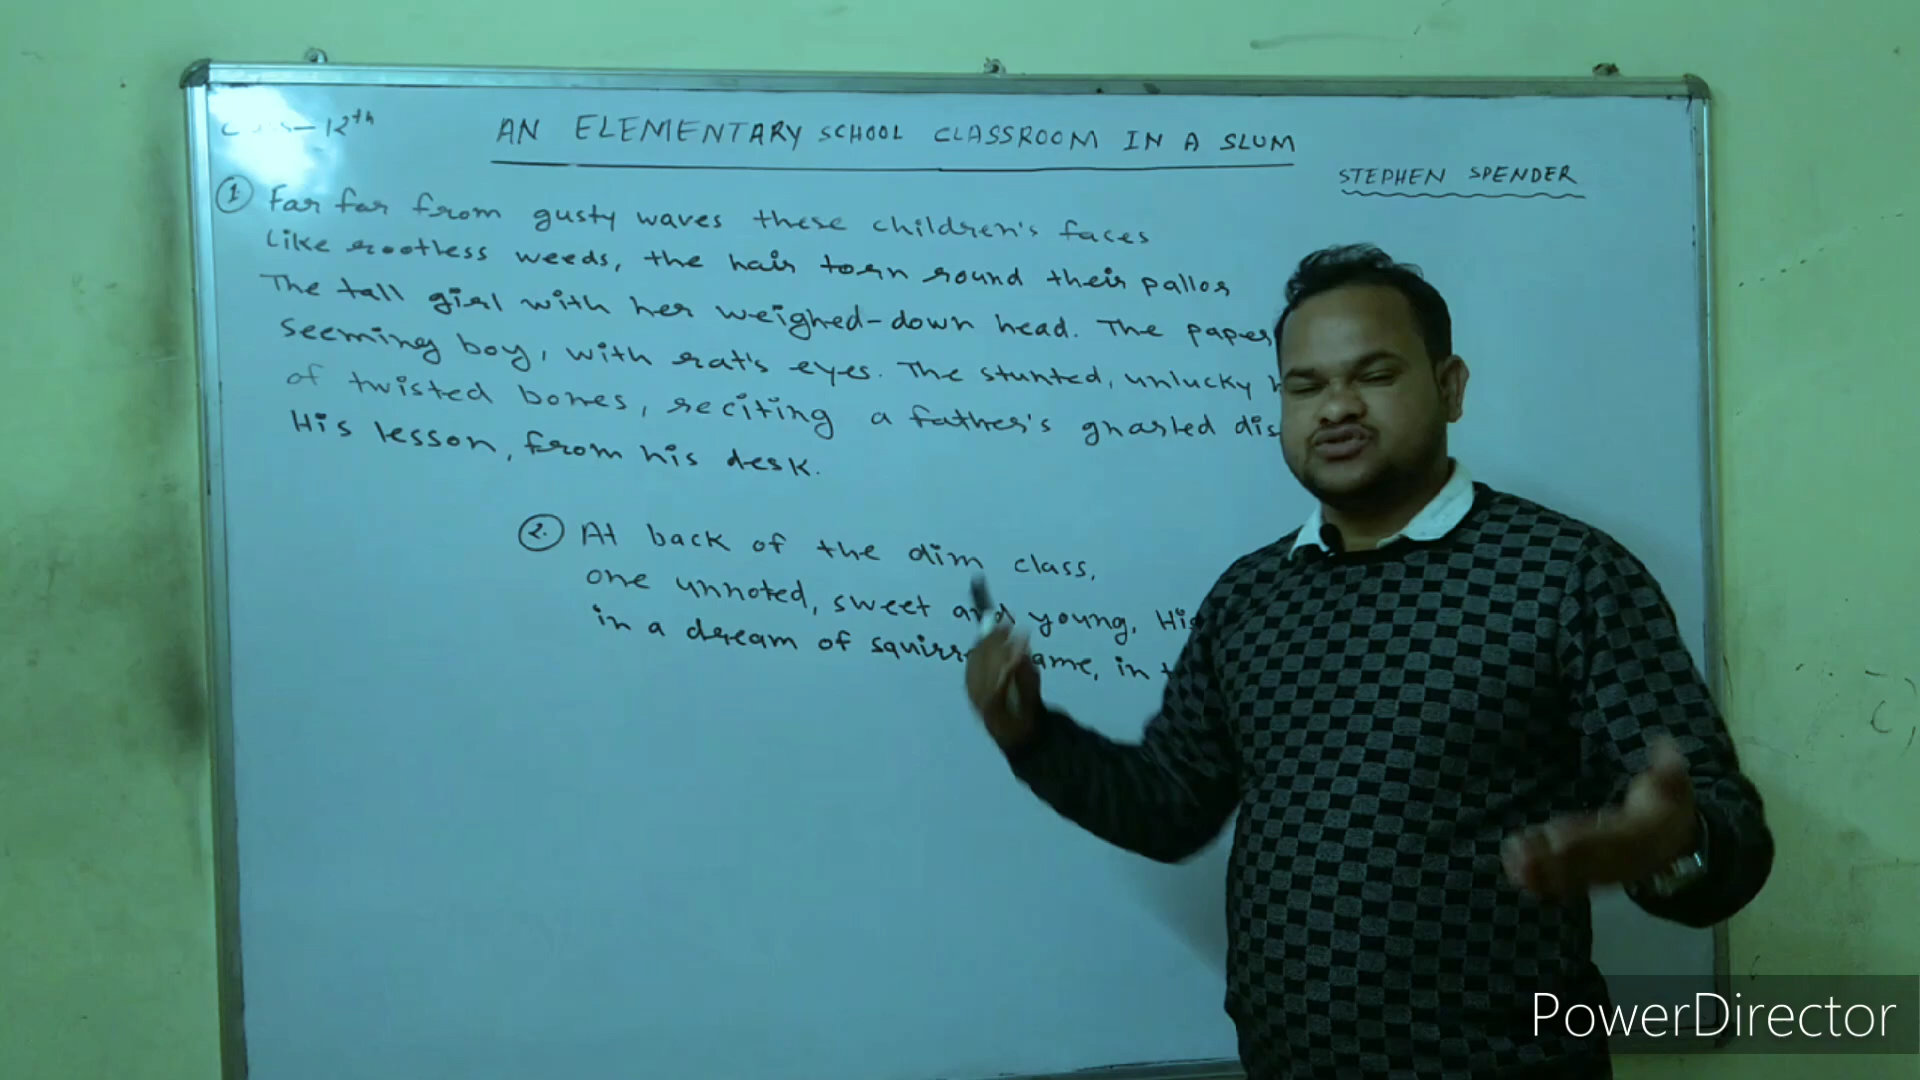 Class-12th
AN ELEMENTARY SCHOOL CLASSROOM IN A SLUM
STEPHEN SPENDER
1. Far far from gusty waves these children's faces
Like rootless weeds, the hair torn round their pallor
The tall girl with her weighed-down head. The paper
seeming boy, with rat's eyes. The stunted, unlucky
of twisted bones, reciting a father's gnarled
His lesson, from his desk.
2. At back of the dim class,
one unnoted, sweet and young,
in a dream of in
PowerDirector